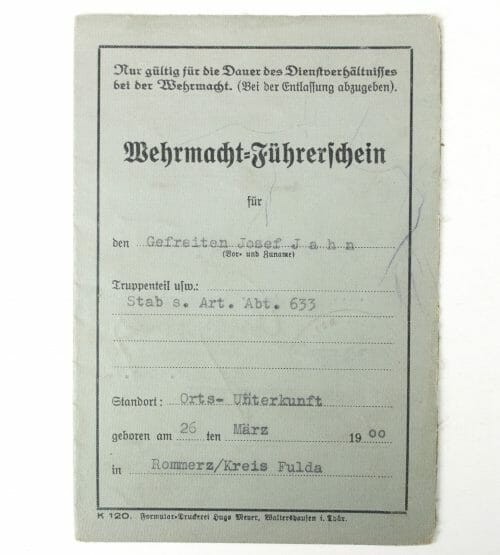 Nur gültig für die Dauer des Dienstverhältnisses
bei der Wehrmacht. (Bei der Entlassung abzugeben).
Wehrmacht=Führerschein
für
den Gefreiten Josef J a h n
(Vor- und Zuname)
Truppenteil usw.:
Stab s. Art. Abt. 633
Standort: Orts- Unterkunft
geboren am 26 ten März 1900
in Rommerz/Kreis Fulda
K 120. Formular-Druckerei Hugo Meyer, Waltershausen i. Thür.